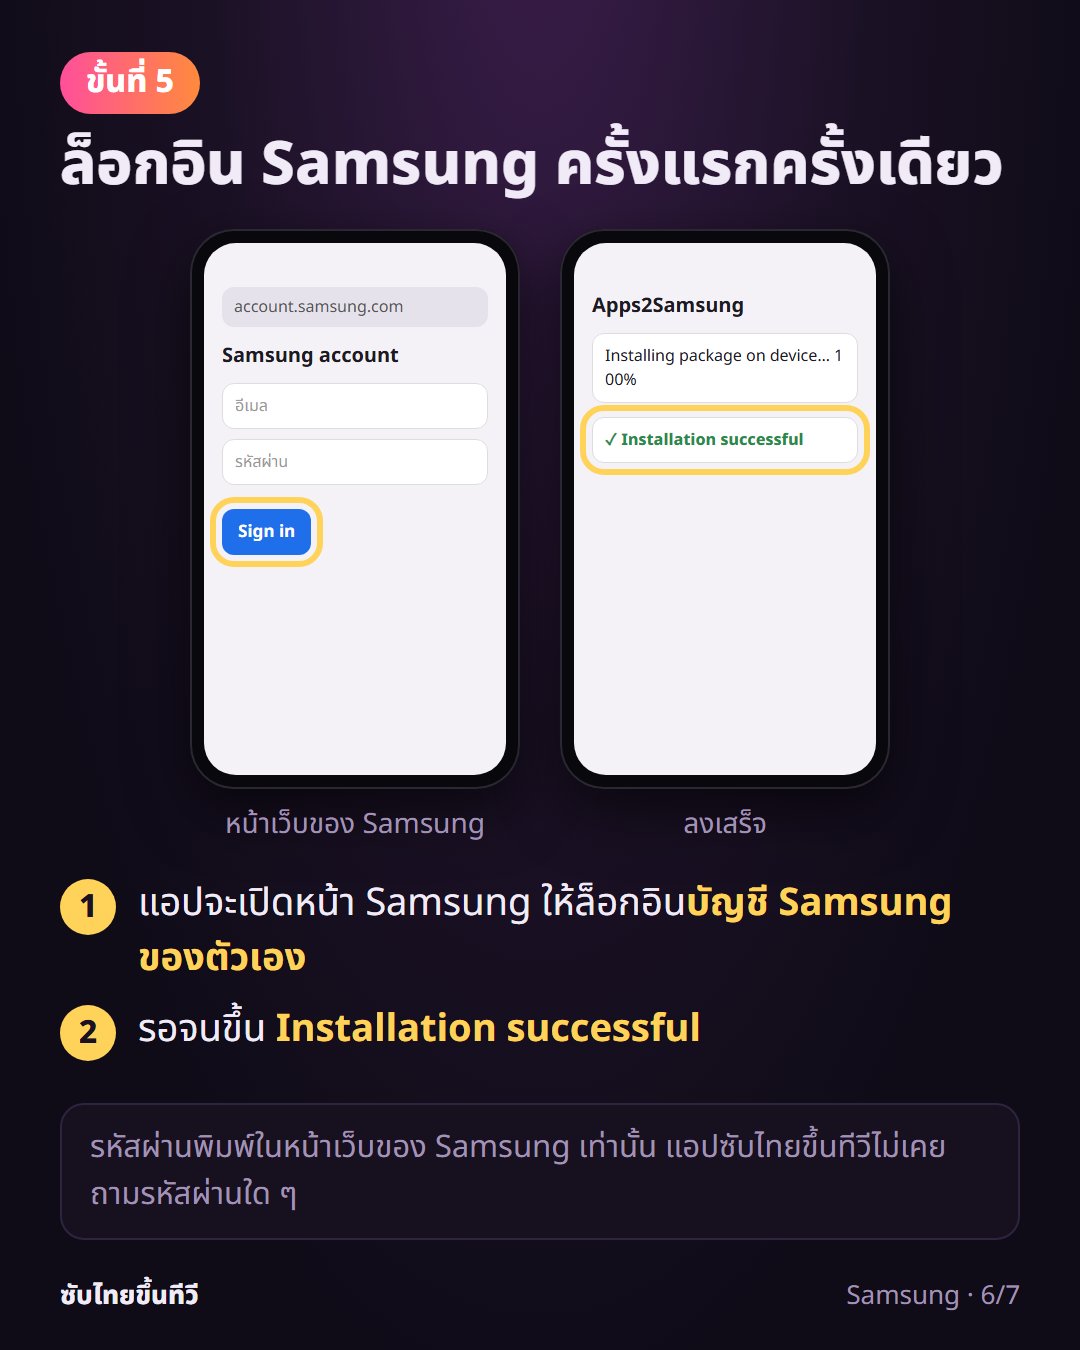 ขั้นที่ 5
ล็อกอิน Samsung ครั้งแรกครั้งเดียว
account.samsung.com
Samsung account
อีเมล
รหัสผ่าน
Sign in
หน้าเว็บของ Samsung
Apps2Samsung
Installing package on device... 1
00%
✓ Installation successful
ลงเสร็จ
1 แอปจะเปิดหน้า Samsung ให้ล็อกอินบัญชี Samsung
ของตัวเอง
2 รอจนขึ้น Installation successful
รหัสผ่านพิมพ์ในหน้าเว็บของ Samsung เท่านั้น แอปซับไทยขึ้นทีวีไม่เคย
ถามรหัสผ่านใด ๆ
ซับไทยขึ้นทีวี
Samsung · 6/7